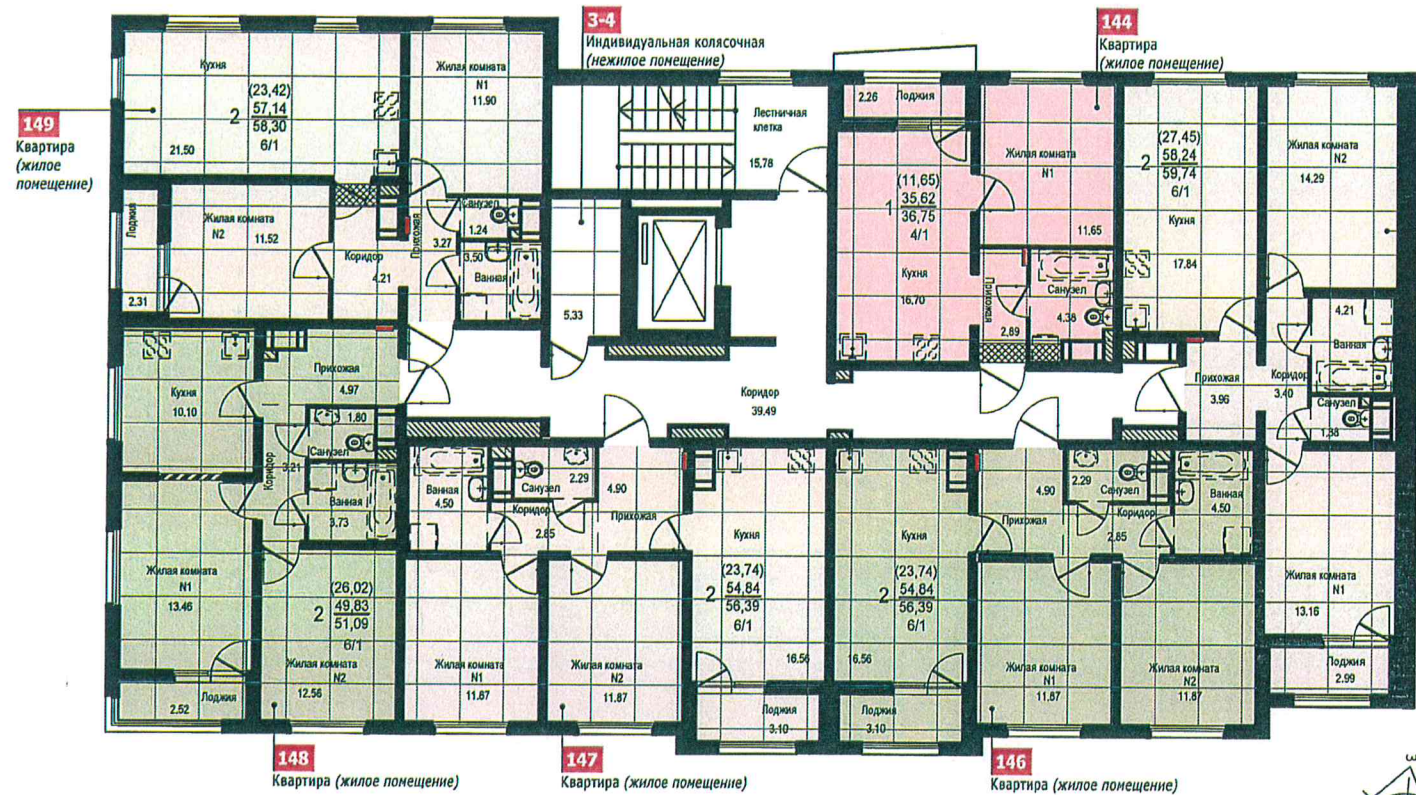 3-4
Индивидуальная колясочная
(нежилое помещение)
144
Квартира
(жилое помещение)
149
Квартира
(жилое
помещение)
Кухня
(23,42)
2 57,14
58,30
6/1
21.50
Жилая комната
N1
11.90
Лестничная
клетка
15.78
2.26 Лоджия
Жилая комната
N1
11.65
(11,65)
1 35,62
36,75
4/1
Кухня
16.70
(27,45)
2 58,24
59,74
6/1
Кухня
17.84
Жилая комната
N2
14.29
Лоджия
2.31
Жилая комната
N2 11.52
Коридор
4.21
Прихожая
3.27
Санузел
1.24
3.50
Ванная
5.33
Прихожая
2.89
Санузел
4.38
4.21
Ванная
Кухня
10.10
Прихожая
4.97
1.80
Санузел
Коридор
3.21
Ванная
3.73
Коридор
39.49
Прихожая
3.96
Коридор
3.40
Санузел
Ванная
4.50
Санузел
2.29
Коридор
2.85
4.90
Прихожая
Кухня
(23,74)
2 54,84
56,39
6/1
16.56
Кухня
(23,74)
2 54,84
56,39
6/1
16.56
4.90
Прихожая
2.29
Санузел
Коридор
2.85
Ванная
4.50
Жилая комната
N1
13.46
(26,02)
2 49,83
51,09
6/1
Жилая комната
N2
12.56
Жилая комната
N1
11.87
Жилая комната
N2
11.87
Жилая комната
N1
11.87
Жилая комната
N2
11.87
Жилая комната
N1
13.16
Лоджия
2.52
Лоджия
3.10
Лоджия
3.10
Лоджия
2.99
148
Квартира (жилое помещение)
147
Квартира (жилое помещение)
146
Квартира (жилое помещение)